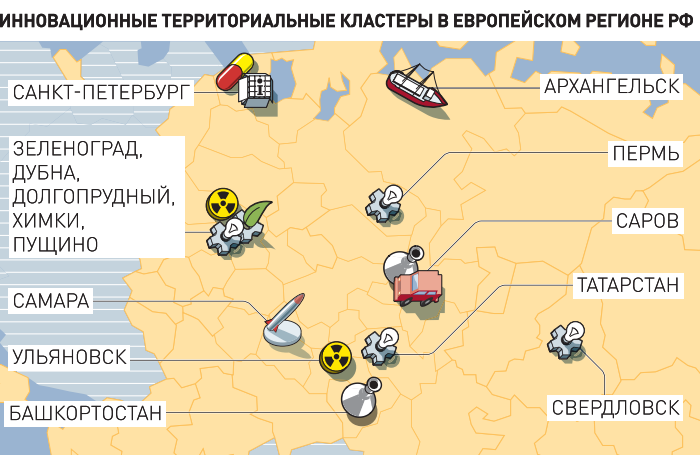 ИННОВАЦИОННЫЕ ТЕРРИТОРИАЛЬНЫЕ КЛАСТЕРЫ В ЕВРОПЕЙСКОМ РЕГИОНЕ РФ
САНКТ-ПЕТЕРБУРГ
АРХАНГЕЛЬСК
ЗЕЛЕНОГРАД,
ДУБНА,
ДОЛГОПРУДНЫЙ,
ХИМКИ,
ПУЩИНО
ПЕРМЬ
САРОВ
ТАТАРСТАН
САМАРА
УЛЬЯНОВСК
БАШКОРТОСТАН
СВЕРДЛОВСК